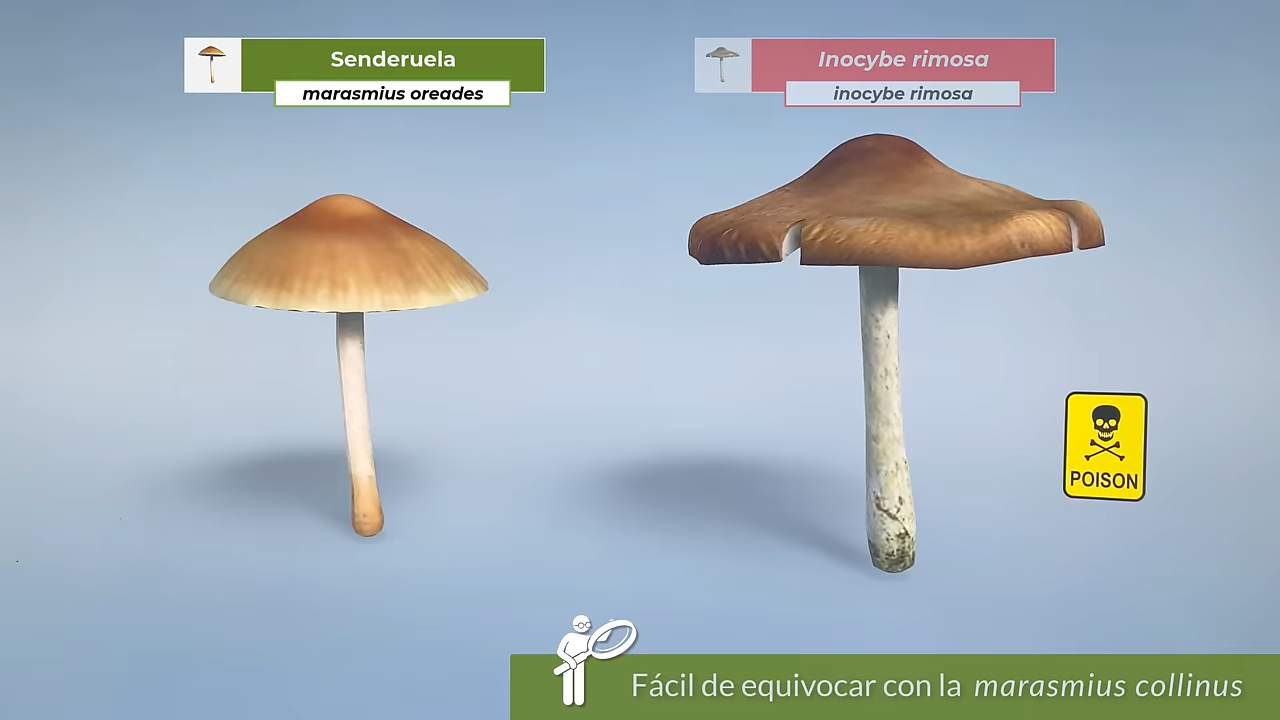 Senderuela
marasmius oreades
Inocybe rimosa
inocybe rimosa
POISON
Fácil de equivocar con la marasmius collinus